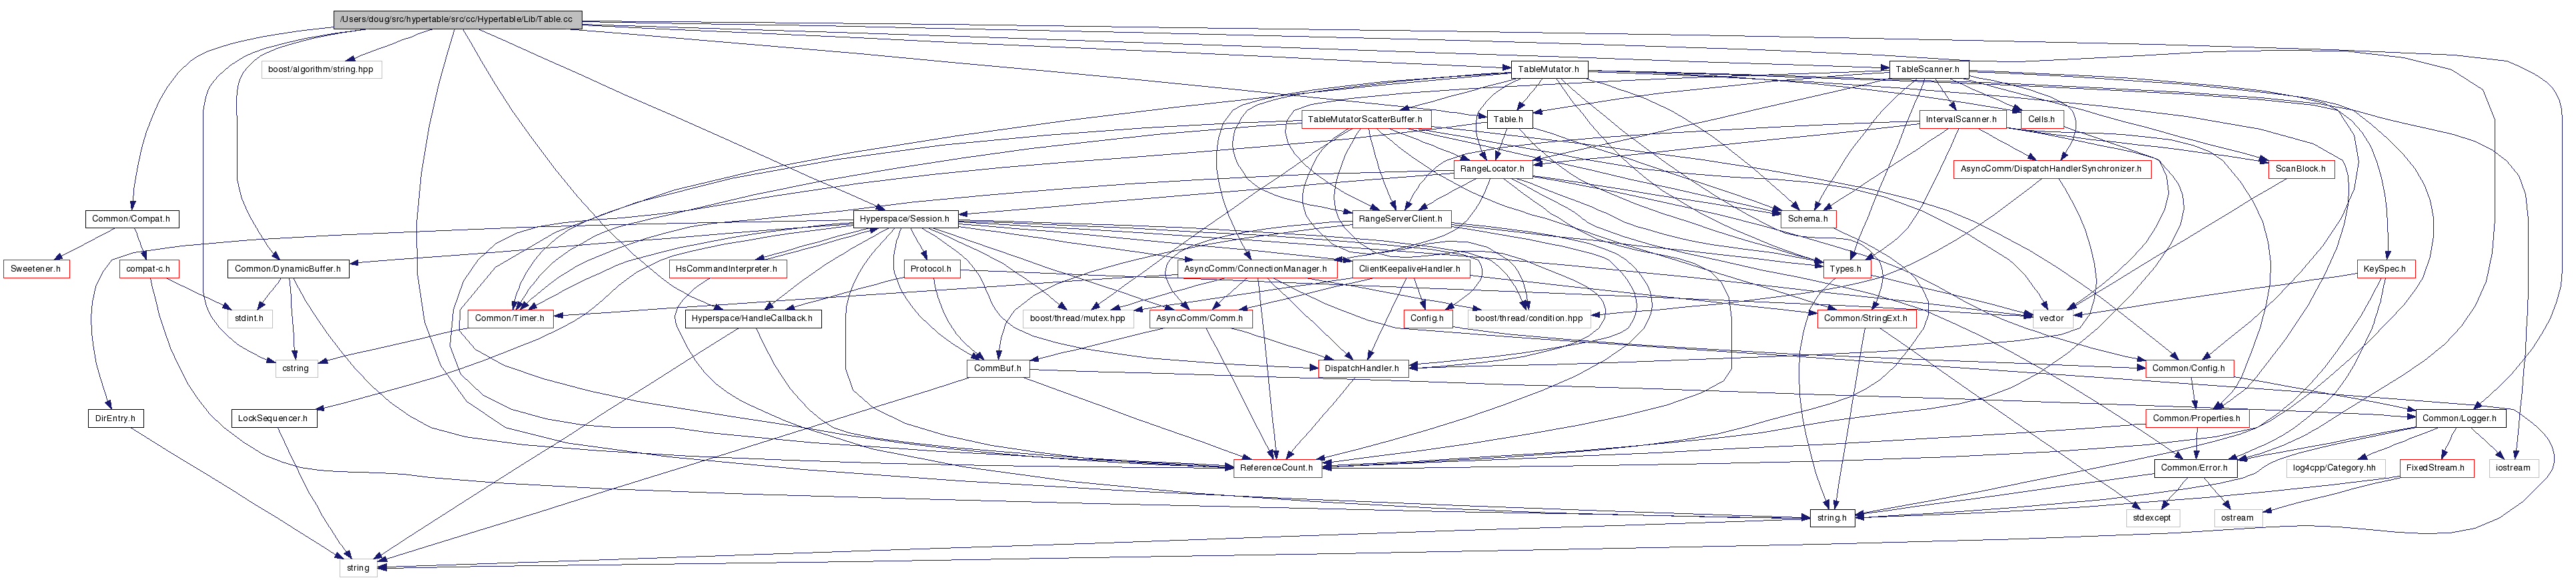 /Users/doug/src/hypertable/src/cc/Hypertable/Lib/Table.cc
boost/algorithm/string.hpp
TableMutator.h
TableScanner.h
TableMutatorScatterBuffer.h
Table.h
IntervalScanner.h
Cells.h
RangeLocator.h
AsyncComm/DispatchHandlerSynchronizer.h
ScanBlock.h
Common/Compat.h
Hyperspace/Session.h
RangeServerClient.h
Schema.h
Sweetener.h
compat-c.h
Common/DynamicBuffer.h
HsCommandInterpreter.h
Protocol.h
AsyncComm/ConnectionManager.h
ClientKeepaliveHandler.h
Types.h
KeySpec.h
stdint.h
Common/Timer.h
Hyperspace/HandleCallback.h
boost/thread/mutex.hpp
AsyncComm/Comm.h
Config.h
boost/thread/condition.hpp
Common/StringExt.h
vector
cstring
CommBuf.h
DispatchHandler.h
Common/Config.h
DirEntry.h
LockSequencer.h
Common/Properties.h
Common/Logger.h
ReferenceCount.h
Common/Error.h
log4cpp/Category.hh
FixedStream.h
iostream
string.h
stdexcept
ostream
string